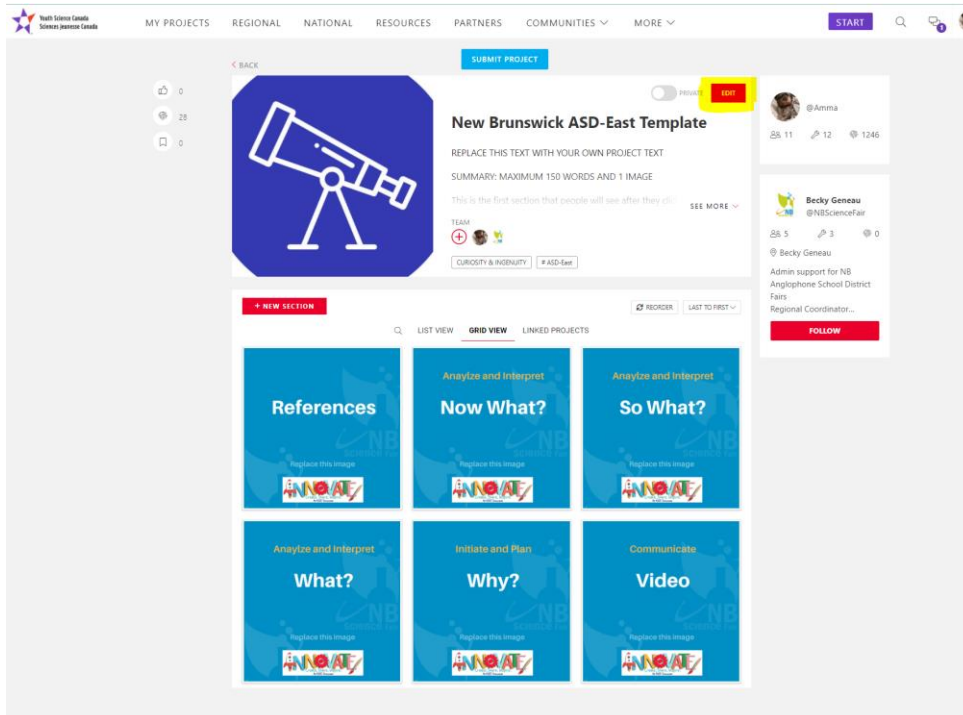 Youth Science Canada
Sciences jeunesse Canada
MY PROJECTS REGIONAL NATIONAL RESOURCES PARTNERS COMMUNITIES MORE START 1
BACK
SUBMIT PROJECT
0
28
0
PRIVATE EDIT
New Brunswick ASD-East Template
REPLACE THIS TEXT WITH YOUR OWN PROJECT TEXT
SUMMARY: MAXIMUM 150 WORDS AND 1 IMAGE
This is the first section that people will see after they
SEE MORE
TEAM
CURIOSITY & INGENUITY # ASD-East
@Amma
11 12 1246
Becky Geneau
@NBScienceFair
5 3 0
Becky Geneau
Admin support for NB
Anglophone School District
Fairs
Regional Coordinator...
FOLLOW
+ NEW SECTION
REORDER LAST TO FIRST
LIST VIEW GRID VIEW LINKED PROJECTS
References
Replace this image
INNOVATE
Anaylze and Interpret
Now What?
Replace this image
INNOVATE
Anaylze and Interpret
So What?
Replace this image
INNOVATE
Anaylze and Interpret
What?
Replace this image
INNOVATE
Initiate and Plan
Why?
Replace this image
INNOVATE
Communicate
Video
Replace this image
INNOVATE